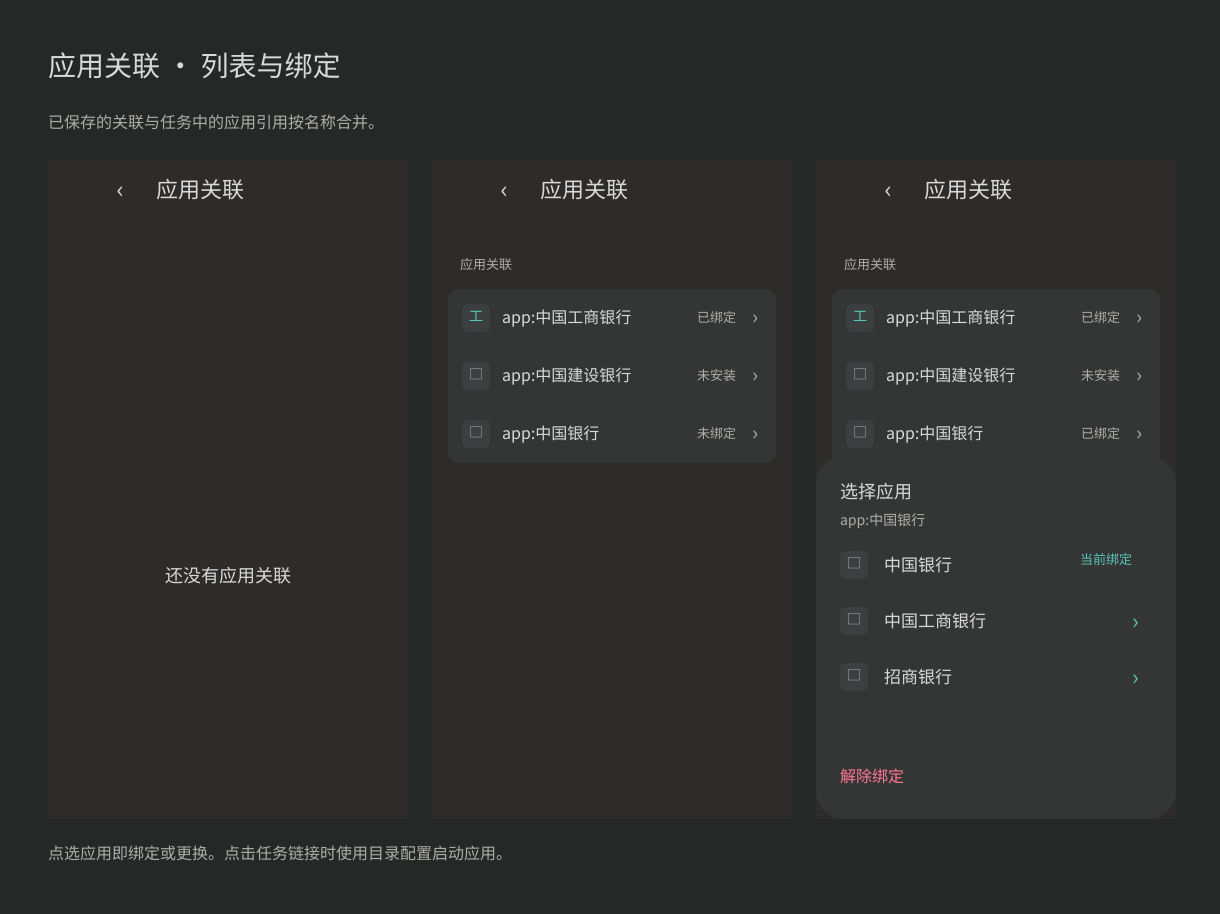 应用关联 · 列表与绑定
已保存的关联与任务中的应用引用按名称合并。
‹ 应用关联
还没有应用关联
‹ 应用关联
应用关联
工 app:中国工商银行 已绑定 ›
□ app:中国建设银行 未安装 ›
□ app:中国银行 未绑定 ›
‹ 应用关联
应用关联
工 app:中国工商银行 已绑定 ›
□ app:中国建设银行 未安装 ›
□ app:中国银行 已绑定 ›
选择应用
app:中国银行
□ 中国银行 当前绑定
□ 中国工商银行 ›
□ 招商银行 ›
解除绑定
点选应用即绑定或更换。点击任务链接时使用目录配置启动应用。